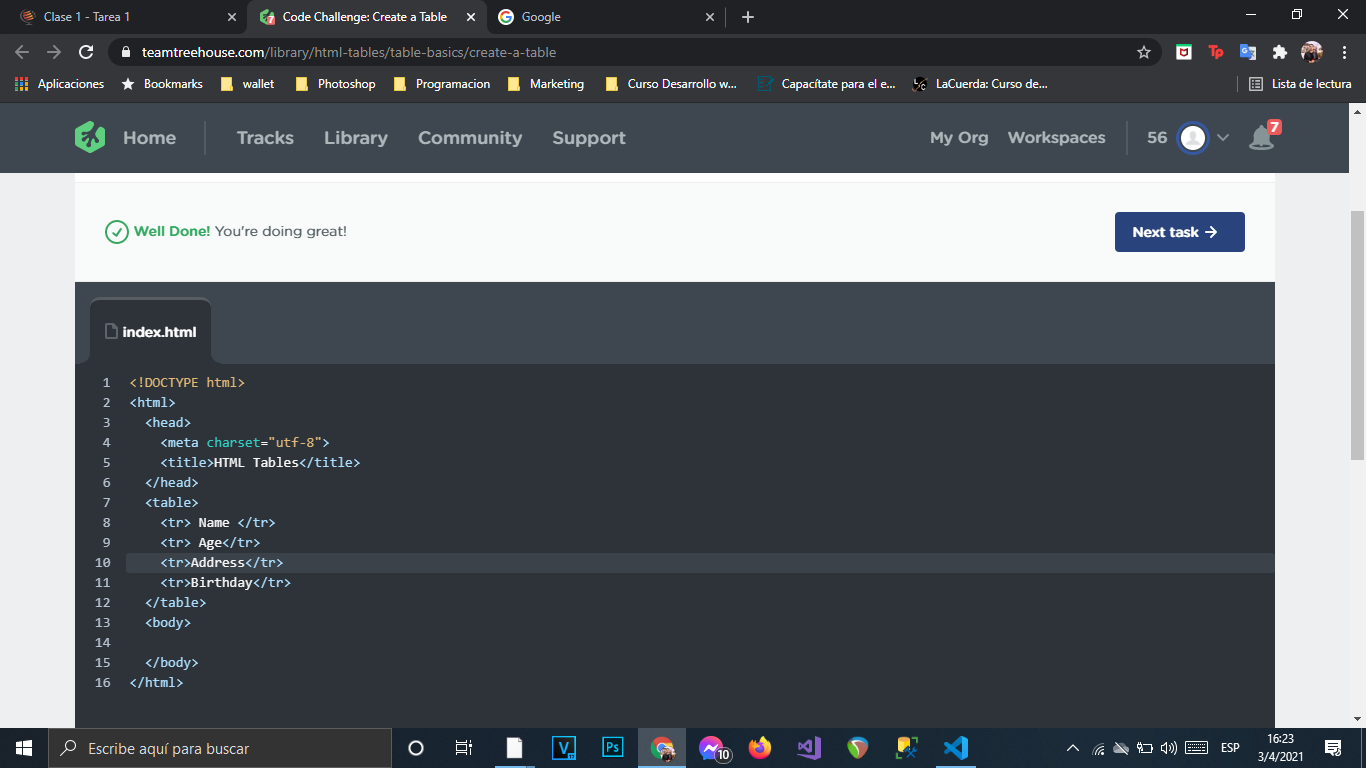 Clase 1 - Tarea 1
Code Challenge: Create a Table
Google
teamtreehouse.com/library/html-tables/table-basics/create-a-table
Aplicaciones Bookmarks wallet Photoshop Programacion Marketing Curso Desarrollo w... Capacítate para el e... LaCuerda: Curso de... Lista de lectura
Home Tracks Library Community Support My Org Workspaces 56 7
Well Done! You're doing great!
Next task →
index.html
1 <!DOCTYPE html>
2 <html>
3 <head>
4 <meta charset="utf-8">
5 <title>HTML Tables</title>
6 </head>
7 <table>
8 <tr> Name </tr>
9 <tr> Age</tr>
10 <tr>Address</tr>
11 <tr>Birthday</tr>
12 </table>
13 <body>
14
15 </body>
16 </html>
Escribe aquí para buscar
Ps
10
ESP
16:23
3/4/2021